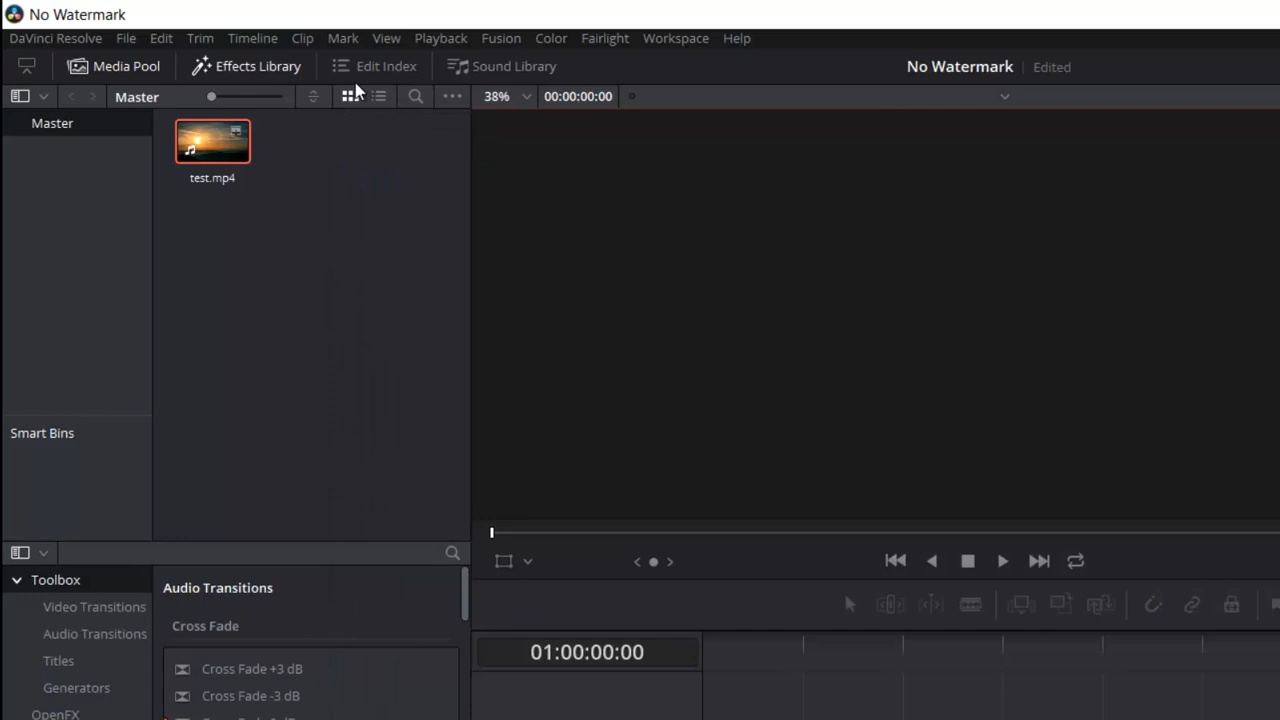 No Watermark
DaVinci Resolve File Edit Trim Timeline Clip Mark View Playback Fusion Color Fairlight Workspace Help
Media Pool Effects Library Edit Index Sound Library No Watermark Edited
Master 38% 00:00:00:00
Master
test.mp4
Smart Bins
Toolbox
Video Transitions
Audio Transitions
Titles
Generators
OpenFX
Audio Transitions
Cross Fade
Cross Fade +3 dB
Cross Fade -3 dB
01:00:00:00